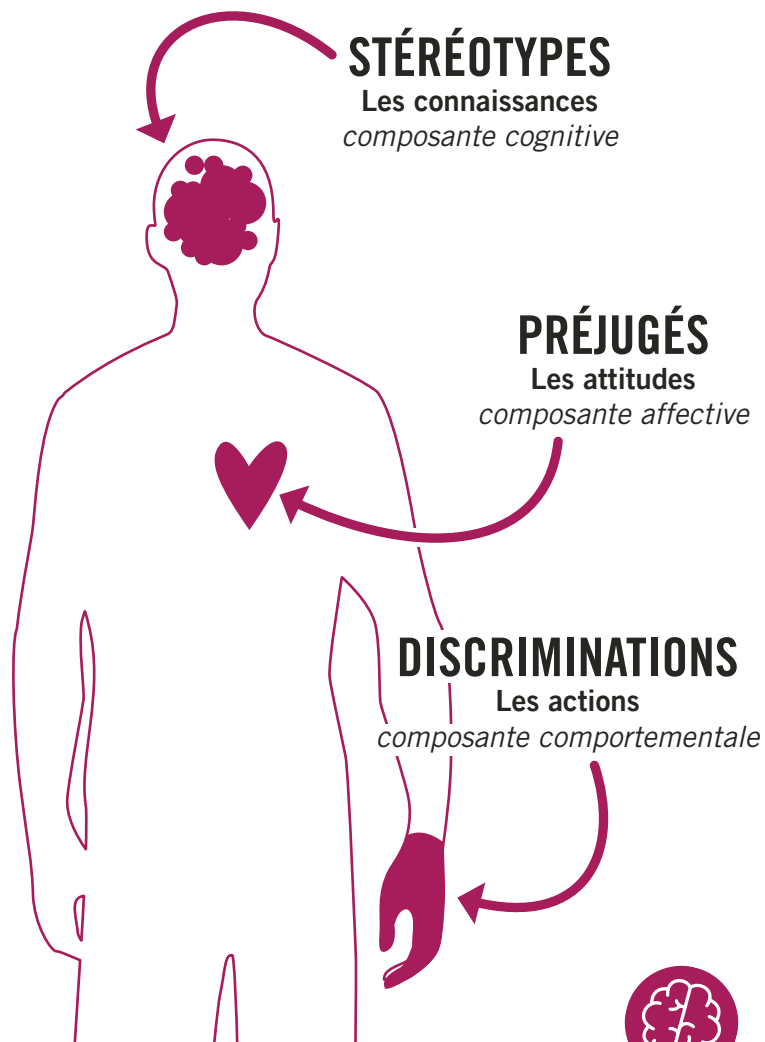 STÉRÉOTYPES
Les connaissances
composante cognitive
PRÉJUGÉS
Les attitudes
composante affective
DISCRIMINATIONS
Les actions
composante comportementale